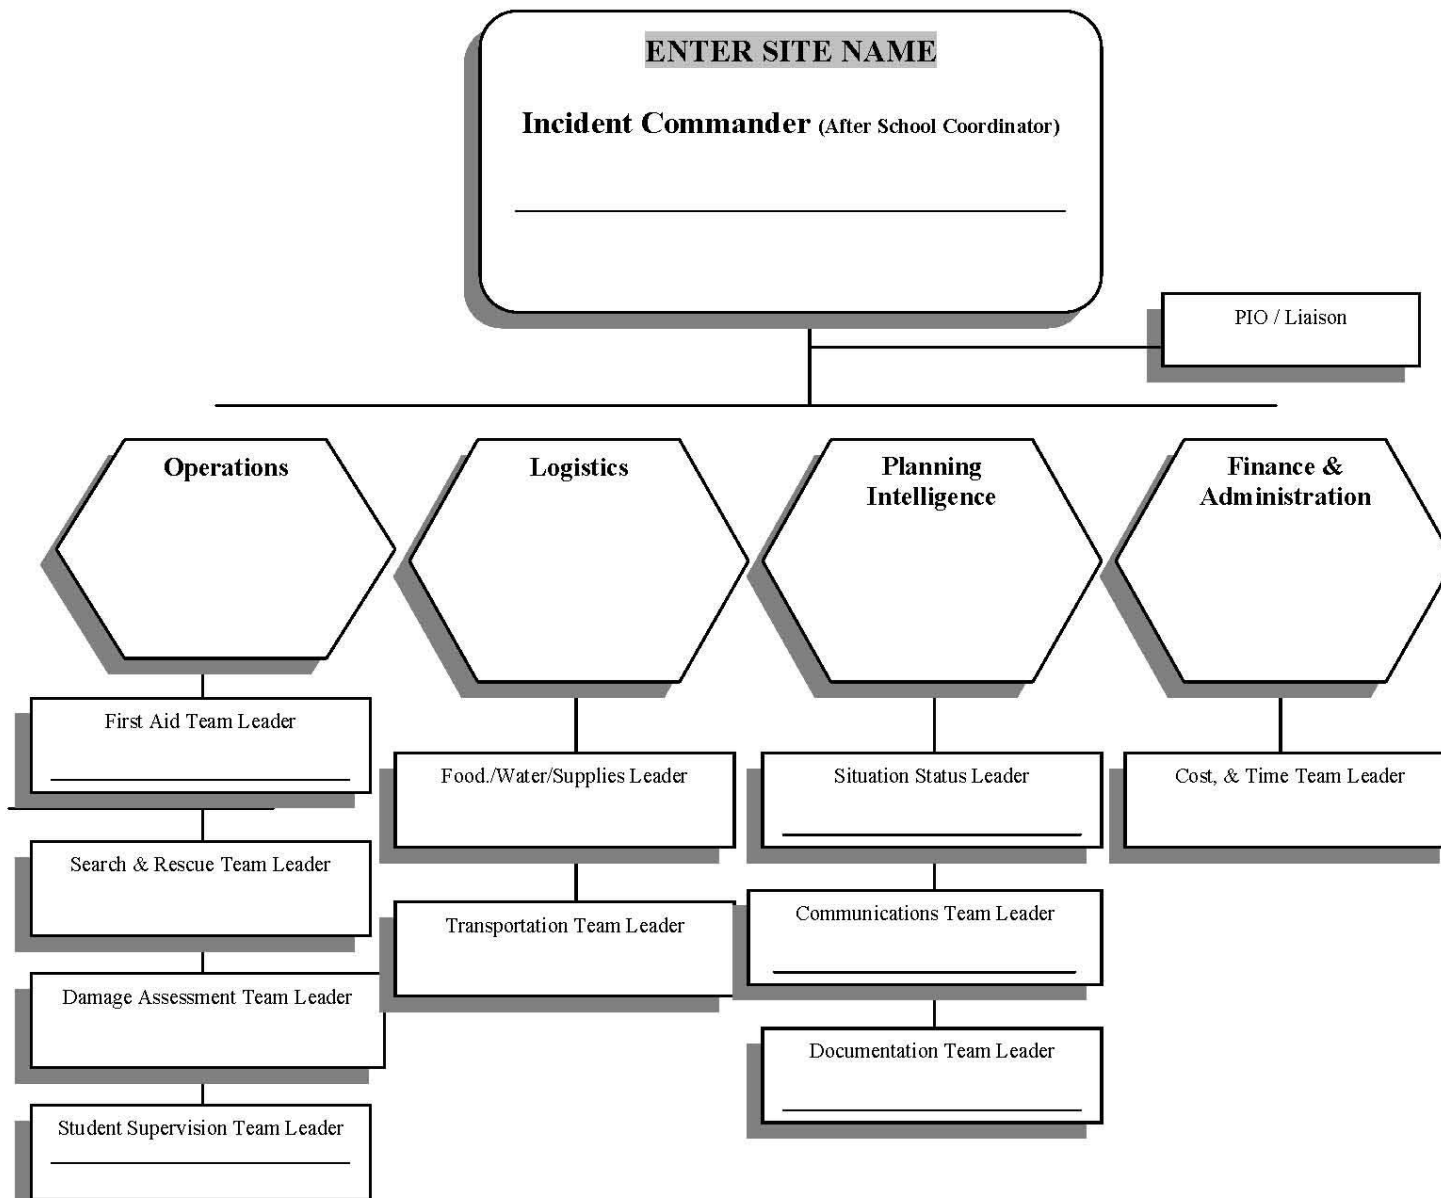 ENTER SITE NAME
Incident Commander (After School Coordinator)
PIO / Liaison
Operations
First Aid Team Leader
Search & Rescue Team Leader
Damage Assessment Team Leader
Student Supervision Team Leader
Logistics
Food./Water/Supplies Leader
Transportation Team Leader
Planning
Intelligence
Situation Status Leader
Communications Team Leader
Documentation Team Leader
Finance &
Administration
Cost, & Time Team Leader